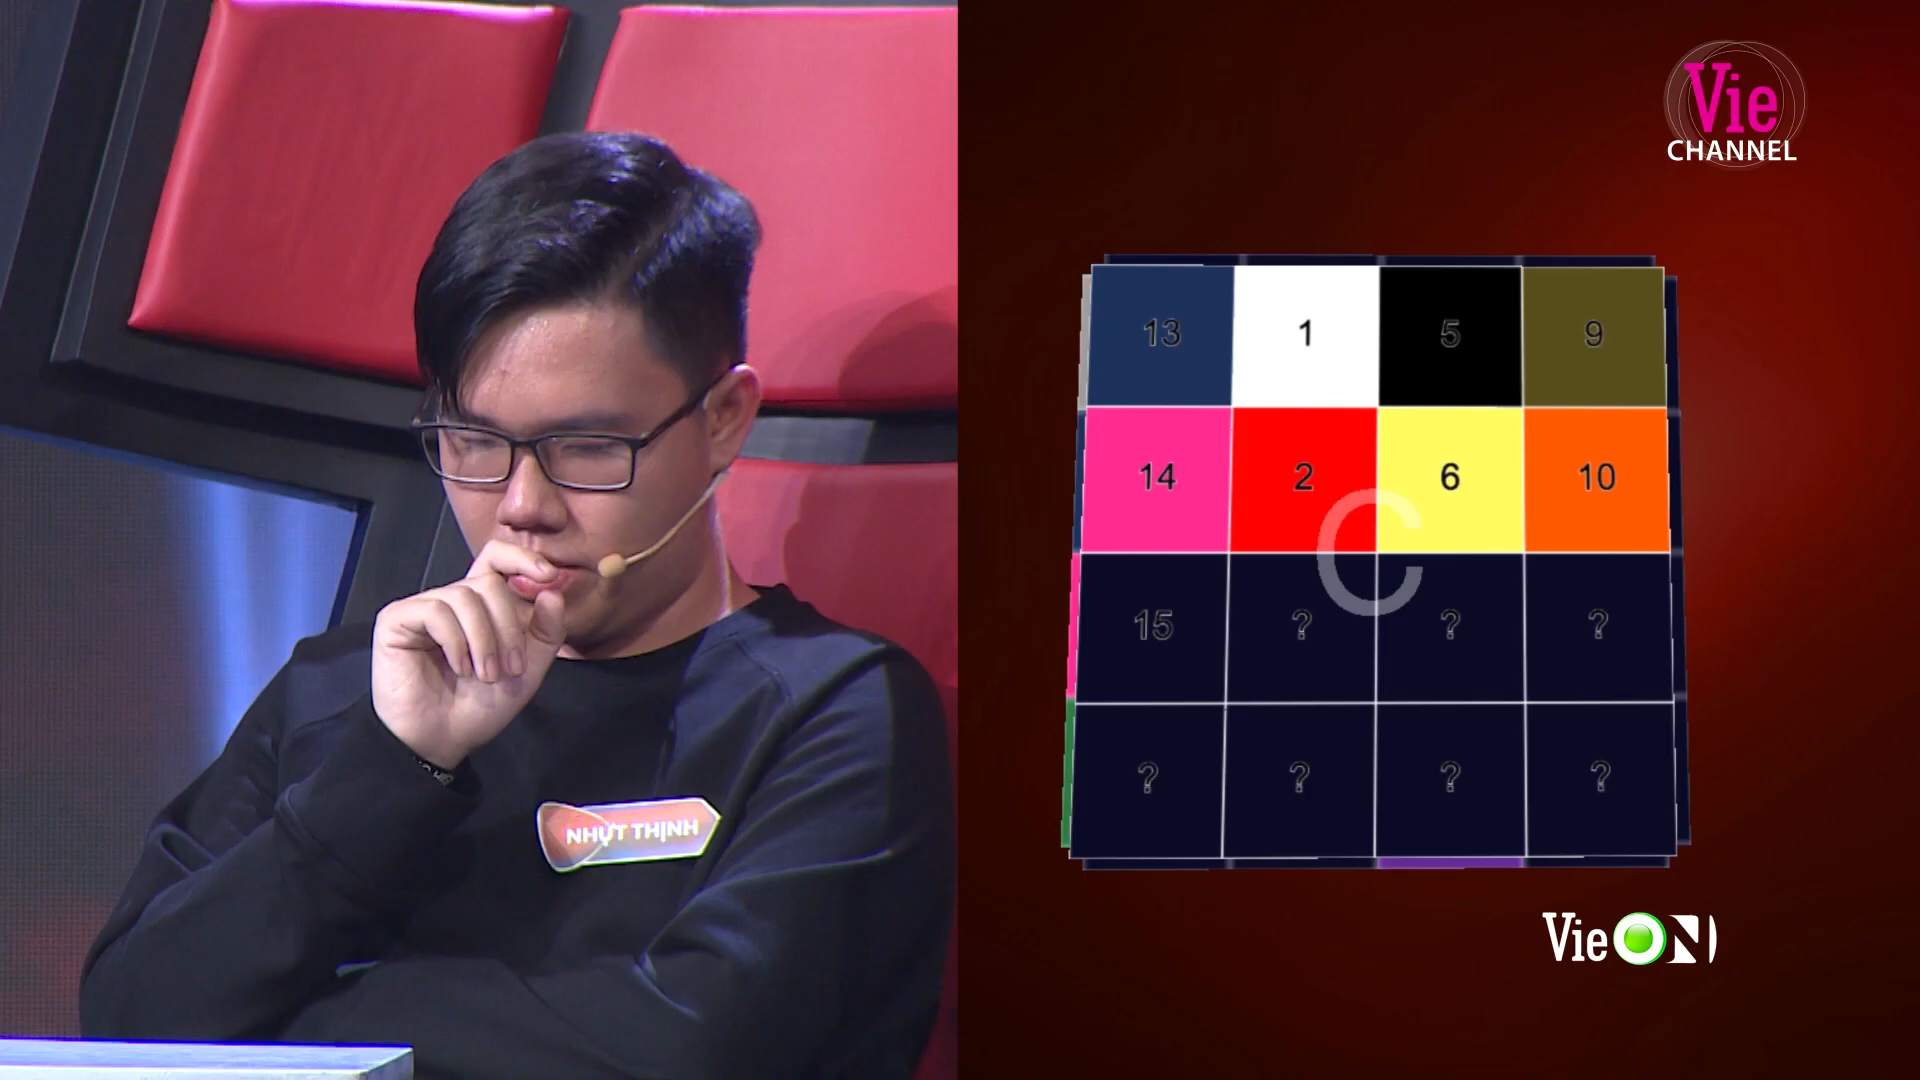 Vie
CHANNEL
13 1 5 9
14 2 6 10
C
15 ? ? ?
? ? ? ?
NHỰT THỊNH
VieON